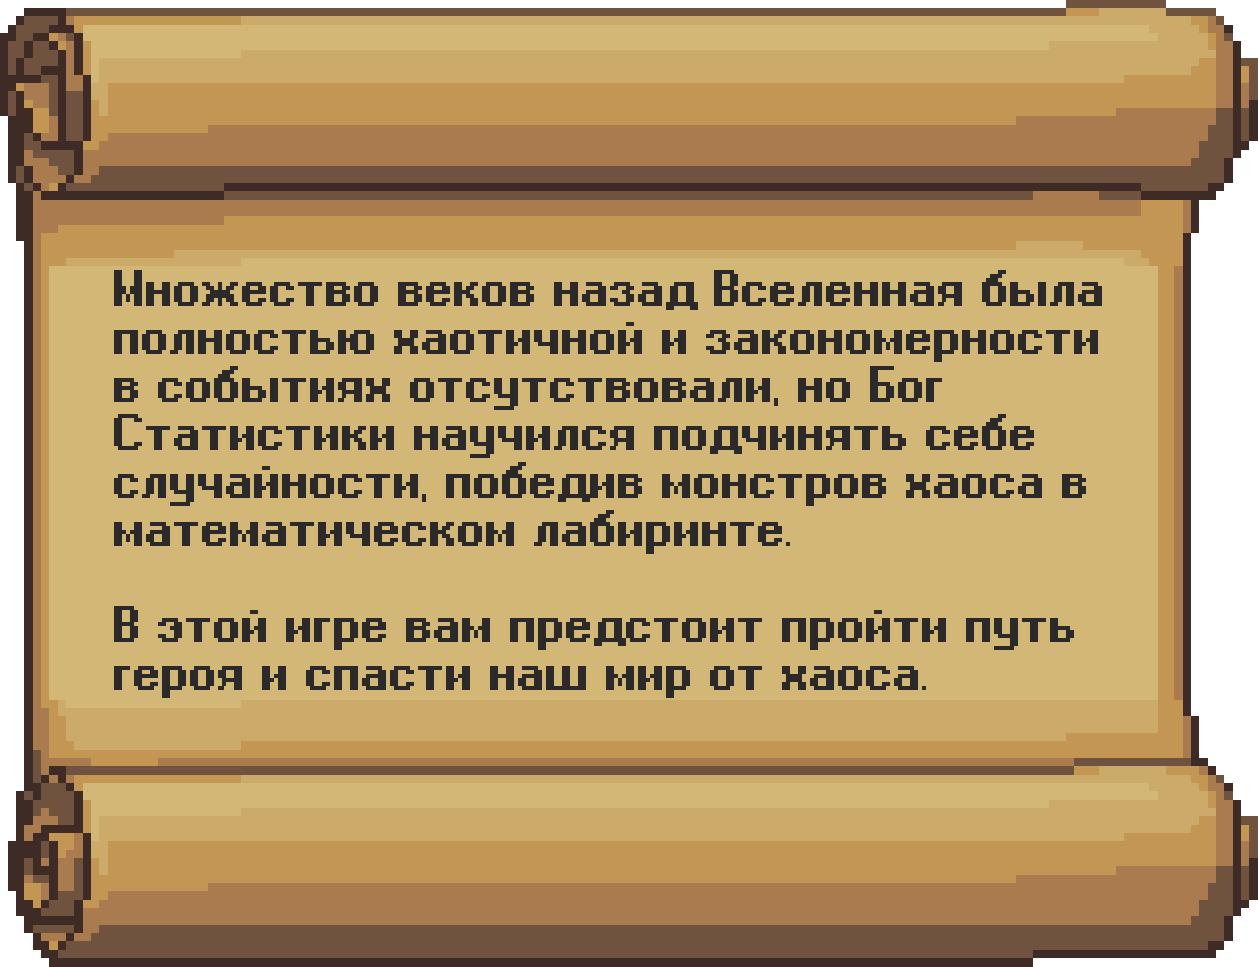 Множество веков назад Вселенная была
полностью хаотичной и закономерности
в событиях отсутствовали, но Бог
Статистики научился подчинять себе
случайности, победив монстров хаоса в
математическом лабиринте.
В этой игре вам предстоит пройти путь
героя и спасти наш мир от хаоса.